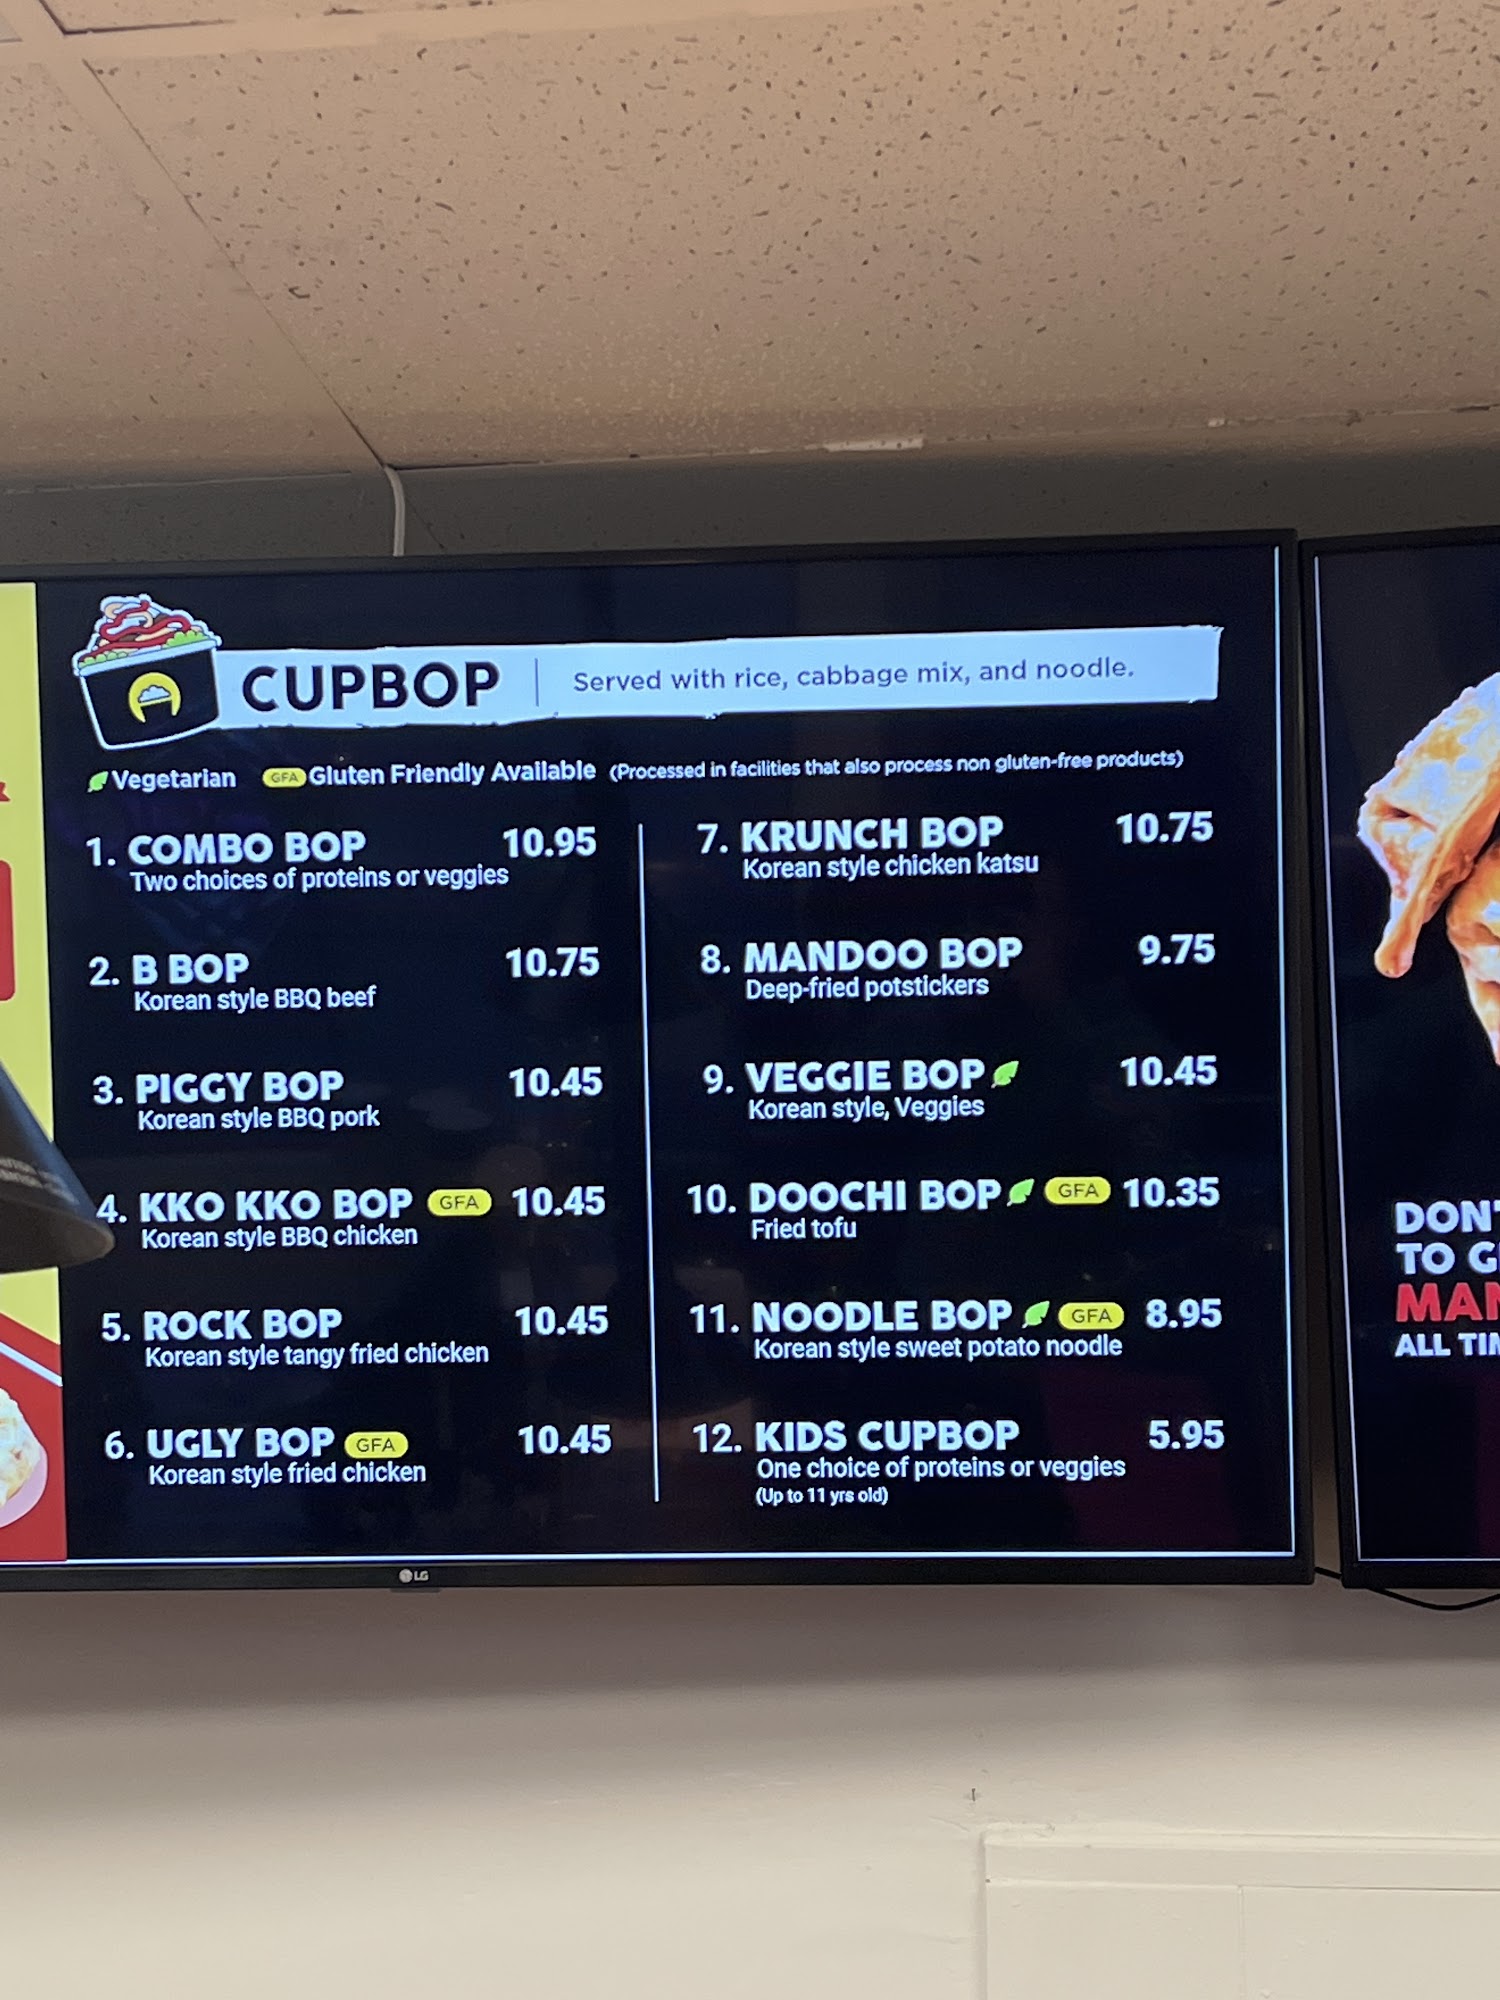 CUPBOP
Served with rice, cabbage mix, and noodle.
Vegetarian GFA Gluten Friendly Available (Processed in facilities that also process non gluten-free products)
1. COMBO BOP 10.95
Two choices of proteins or veggies
2. B BOP 10.75
Korean style BBQ beef
3. PIGGY BOP 10.45
Korean style BBQ pork
4. KKO KKO BOP GFA 10.45
Korean style BBQ chicken
5. ROCK BOP 10.45
Korean style tangy fried chicken
6. UGLY BOP GFA 10.45
Korean style fried chicken
7. KRUNCH BOP 10.75
Korean style chicken katsu
8. MANDOO BOP 9.75
Deep-fried potstickers
9. VEGGIE BOP 10.45
Korean style, Veggies
10. DOOCHI BOP GFA 10.35
Fried tofu
11. NOODLE BOP GFA 8.95
Korean style sweet potato noodle
12. KIDS CUPBOP 5.95
One choice of proteins or veggies
(Up to 11 yrs old)
LG
DON'
TO G
MAN
ALL TIM